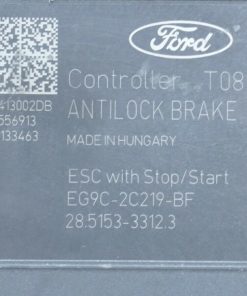 Ford
Controller T08
413002DB
ANTILOCK BRAKE
556913
133463
MADE IN HUNGARY
ESC with Stop/Start
EG9C-2C219-BF
28.5153-3312.3